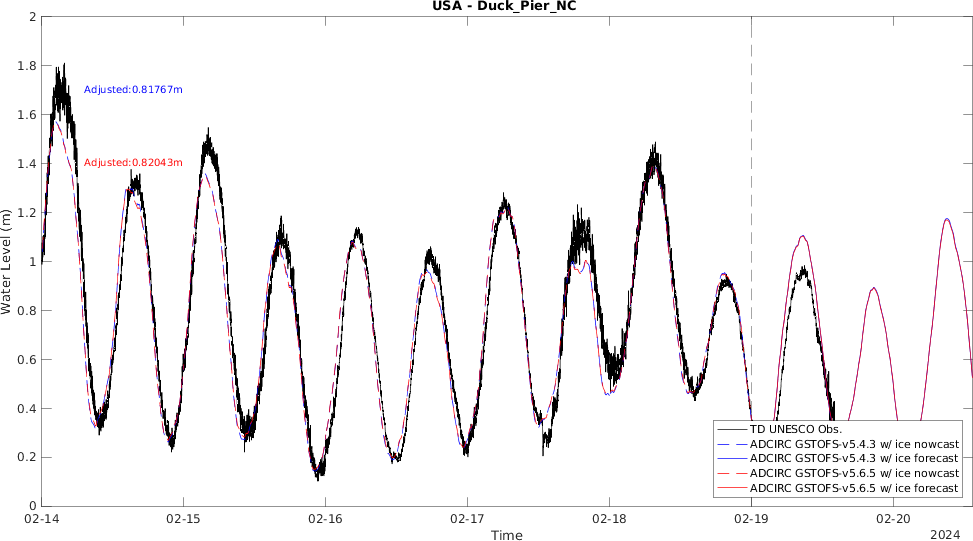 USA - Duck_Pier_NC
2
1.8
1.6
1.4
1.2
1
0.8
0.6
0.4
0.2
0
Water Level (m)
Adjusted:0.81767m
Adjusted:0.82043m
TD UNESCO Obs.
ADCIRC GSTOFS-v5.4.3 w/ ice nowcast
ADCIRC GSTOFS-v5.4.3 w/ ice forecast
ADCIRC GSTOFS-v5.6.5 w/ ice nowcast
ADCIRC GSTOFS-v5.6.5 w/ ice forecast
02-14 02-15 02-16 02-17 02-18 02-19 02-20
Time
2024